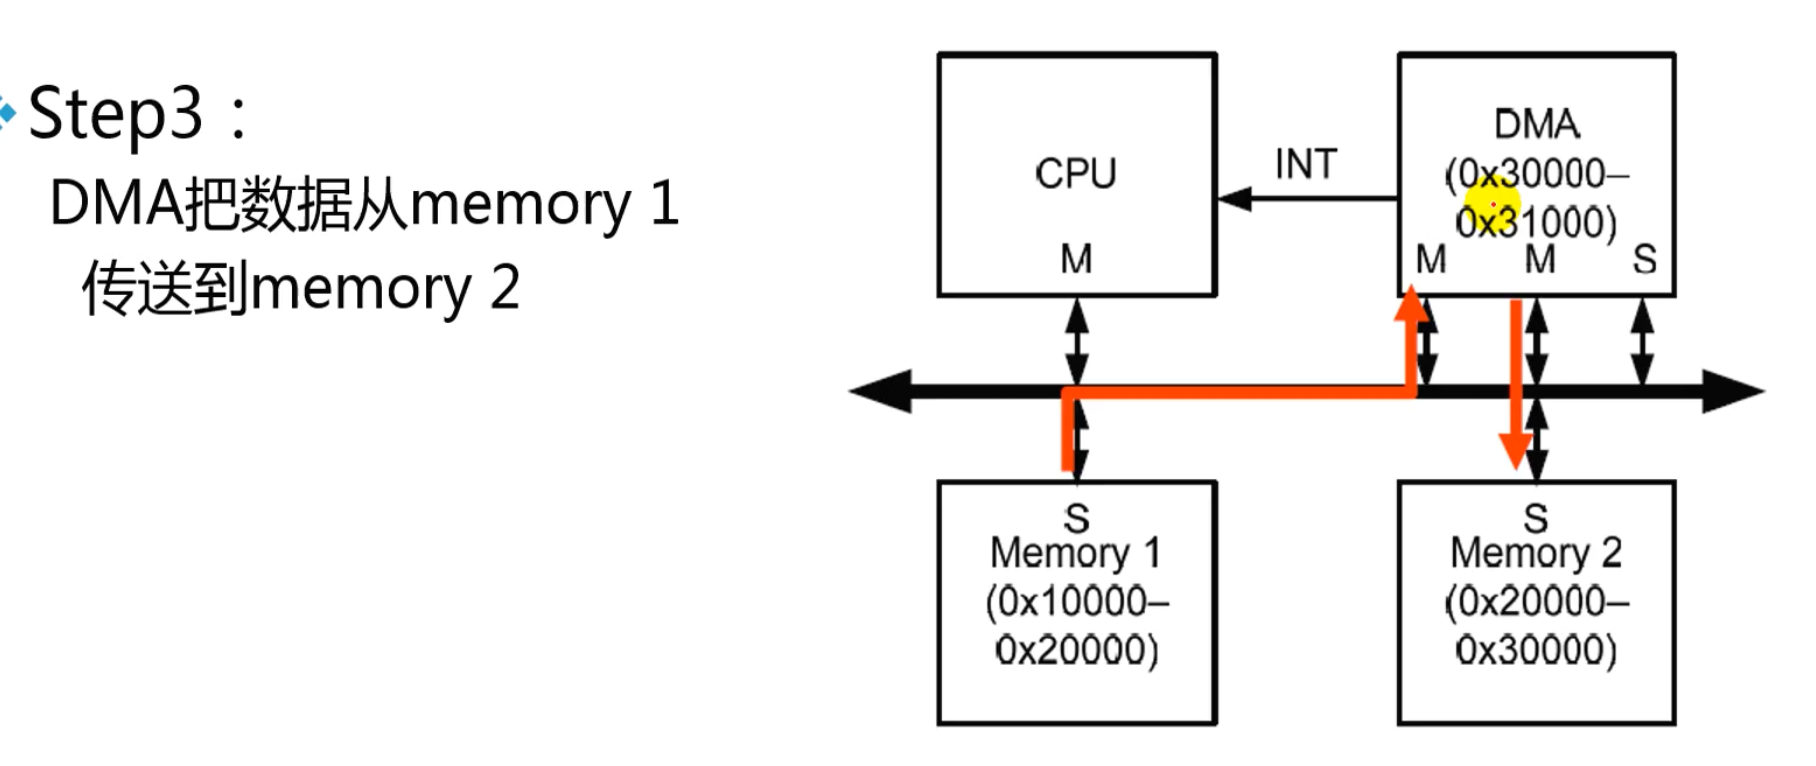 Step3：
DMA把数据从memory 1
传送到memory 2
CPU
M
INT
DMA
(0x30000–
0x31000)
M M S
S
Memory 1
(0x10000–
0x20000)
S
Memory 2
(0x20000–
0x30000)